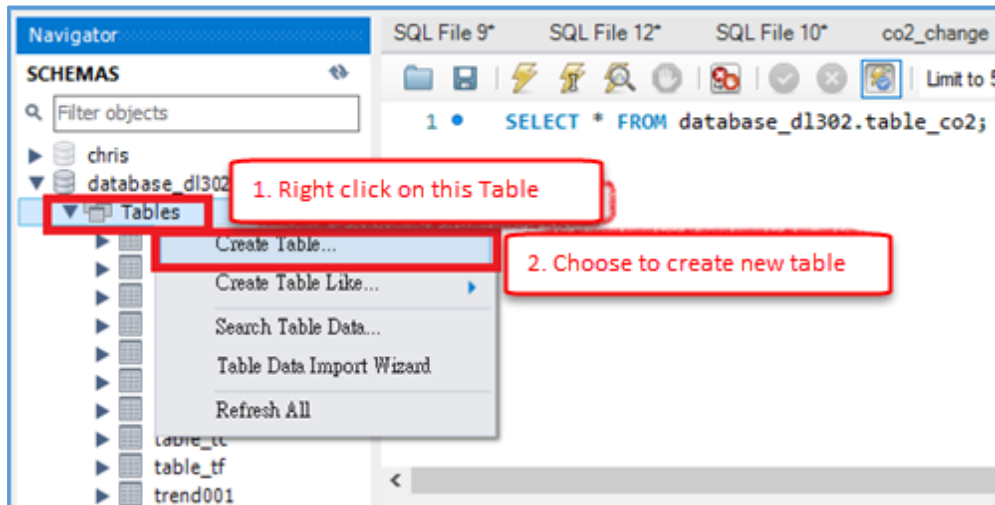 Navigator
SCHEMAS
Filter objects
chris
database_dl302
Tables
1. Right click on this Table
Create Table...
2. Choose to create new table
Create Table Like...
Search Table Data...
Table Data Import Wizard
Refresh All
table_tc
table_tf
trend001
SQL File 9* SQL File 12* SQL File 10* co2_change
Limit to 5
1 SELECT * FROM database_dl302.table_co2;